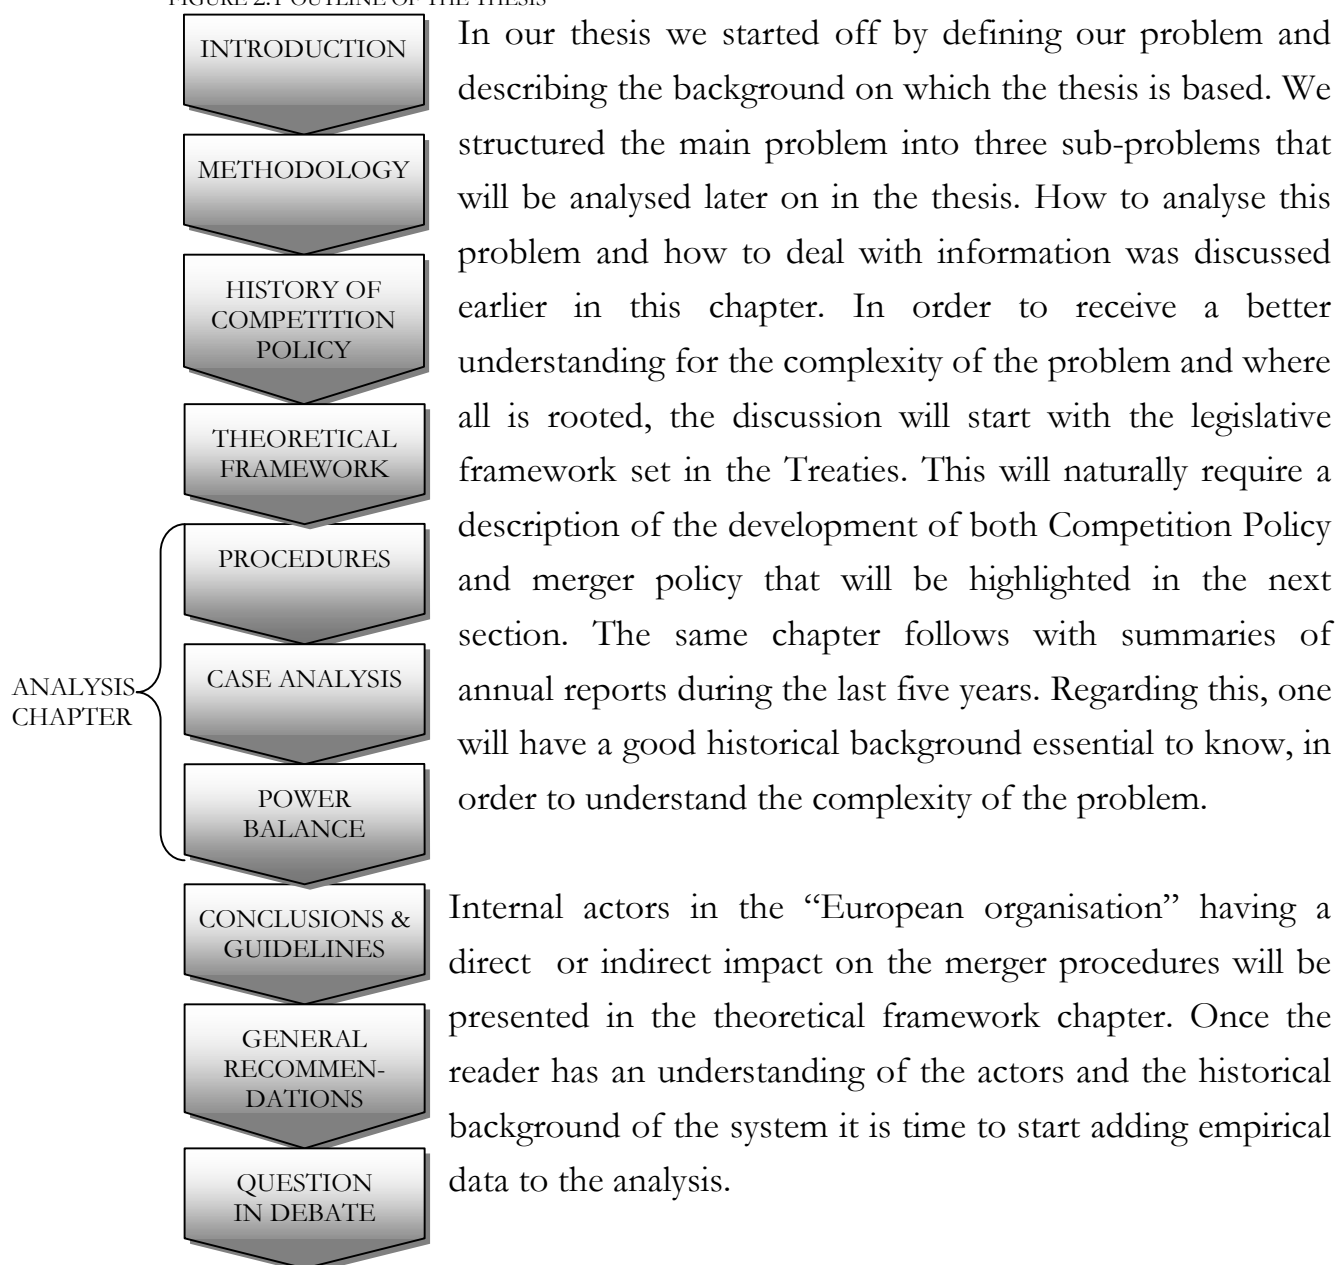 FIGURE 2.1 OUTLINE OF THE THESIS
INTRODUCTION
METHODOLOGY
HISTORY OF
COMPETITION
POLICY
THEORETICAL
FRAMEWORK
ANALYSIS
CHAPTER
PROCEDURES
CASE ANALYSIS
POWER
BALANCE
CONCLUSIONS &
GUIDELINES
GENERAL
RECOMMEN-
DATIONS
QUESTION
IN DEBATE
In our thesis we started off by defining our problem and
describing the background on which the thesis is based. We
structured the main problem into three sub-problems that
will be analysed later on in the thesis. How to analyse this
problem and how to deal with information was discussed
earlier in this chapter. In order to receive a better
understanding for the complexity of the problem and where
all is rooted, the discussion will start with the legislative
framework set in the Treaties. This will naturally require a
description of the development of both Competition Policy
and merger policy that will be highlighted in the next
section. The same chapter follows with summaries of
annual reports during the last five years. Regarding this, one
will have a good historical background essential to know, in
order to understand the complexity of the problem.
Internal actors in the “European organisation” having a
direct or indirect impact on the merger procedures will be
presented in the theoretical framework chapter. Once the
reader has an understanding of the actors and the historical
background of the system it is time to start adding empirical
data to the analysis.